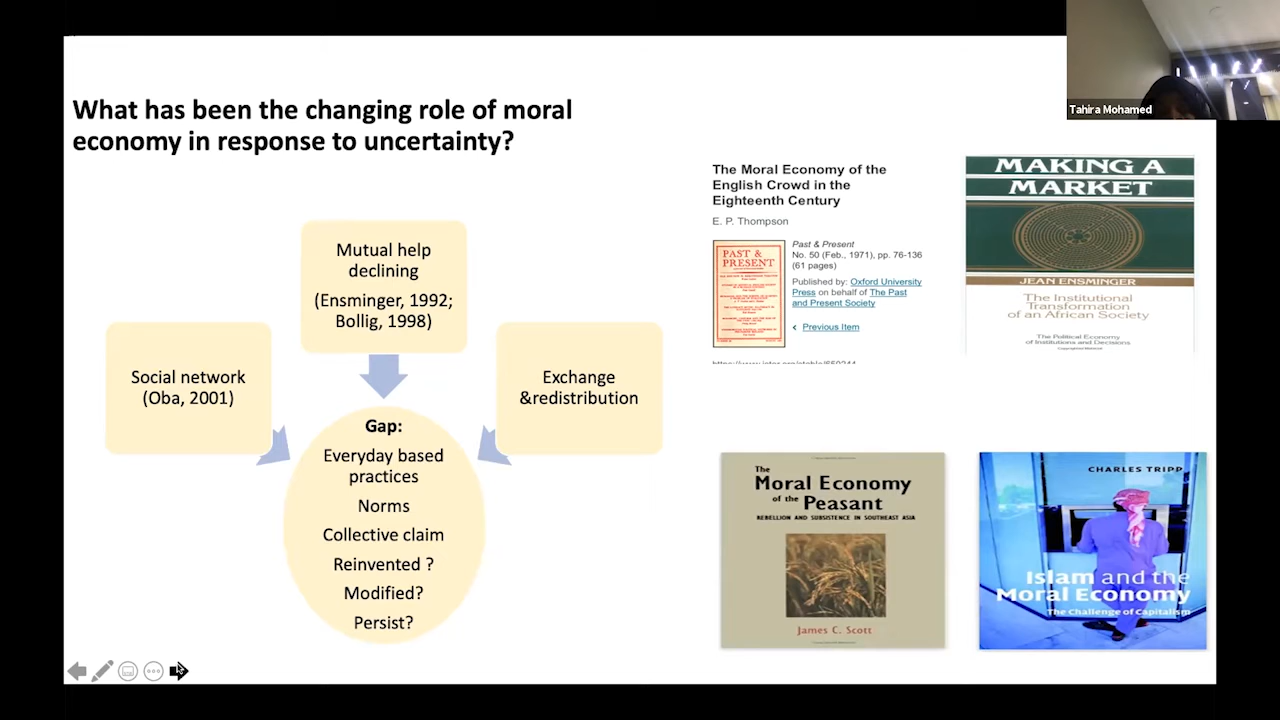 Tahira Mohamed
What has been the changing role of moral
economy in response to uncertainty?
Mutual help
declining
(Ensminger, 1992;
Bollig, 1998)
Social network
(Oba, 2001)
Exchange
&redistribution
Gap:
Everyday based
practices
Norms
Collective claim
Reinvented ?
Modified?
Persist?
The Moral Economy of the
English Crowd in the
Eighteenth Century
E. P. Thompson
PAST &
PRESENT
Past & Present
No. 50 (Feb., 1971), pp. 76-136
(61 pages)
Published by: Oxford University
Press on behalf of The Past
and Present Society
Previous Item
MAKING A
MARKET
JEAN ENSMINGER
The Institutional
Transformation
of an African Society
The Political Economy
of Institutions and Decisions
The
Moral Economy
of the
Peasant
REBELLION AND SUBSISTENCE IN SOUTHEAST ASIA
James C. Scott
CHARLES TRIPP
Islam and the
Moral Economy
The Challenge of Capitalism